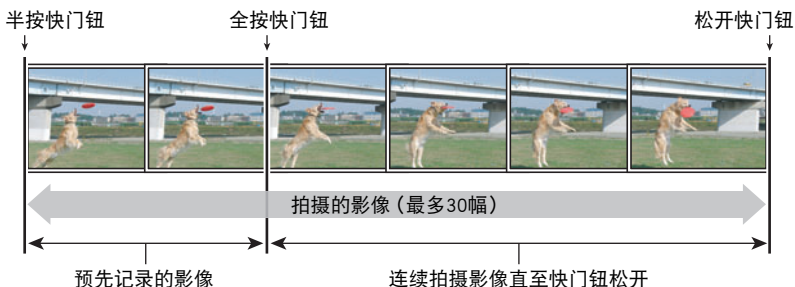 半按快门钮 全按快门钮 松开快门钮
拍摄的影像（最多30幅）
预先记录的影像 连续拍摄影像直至快门钮松开